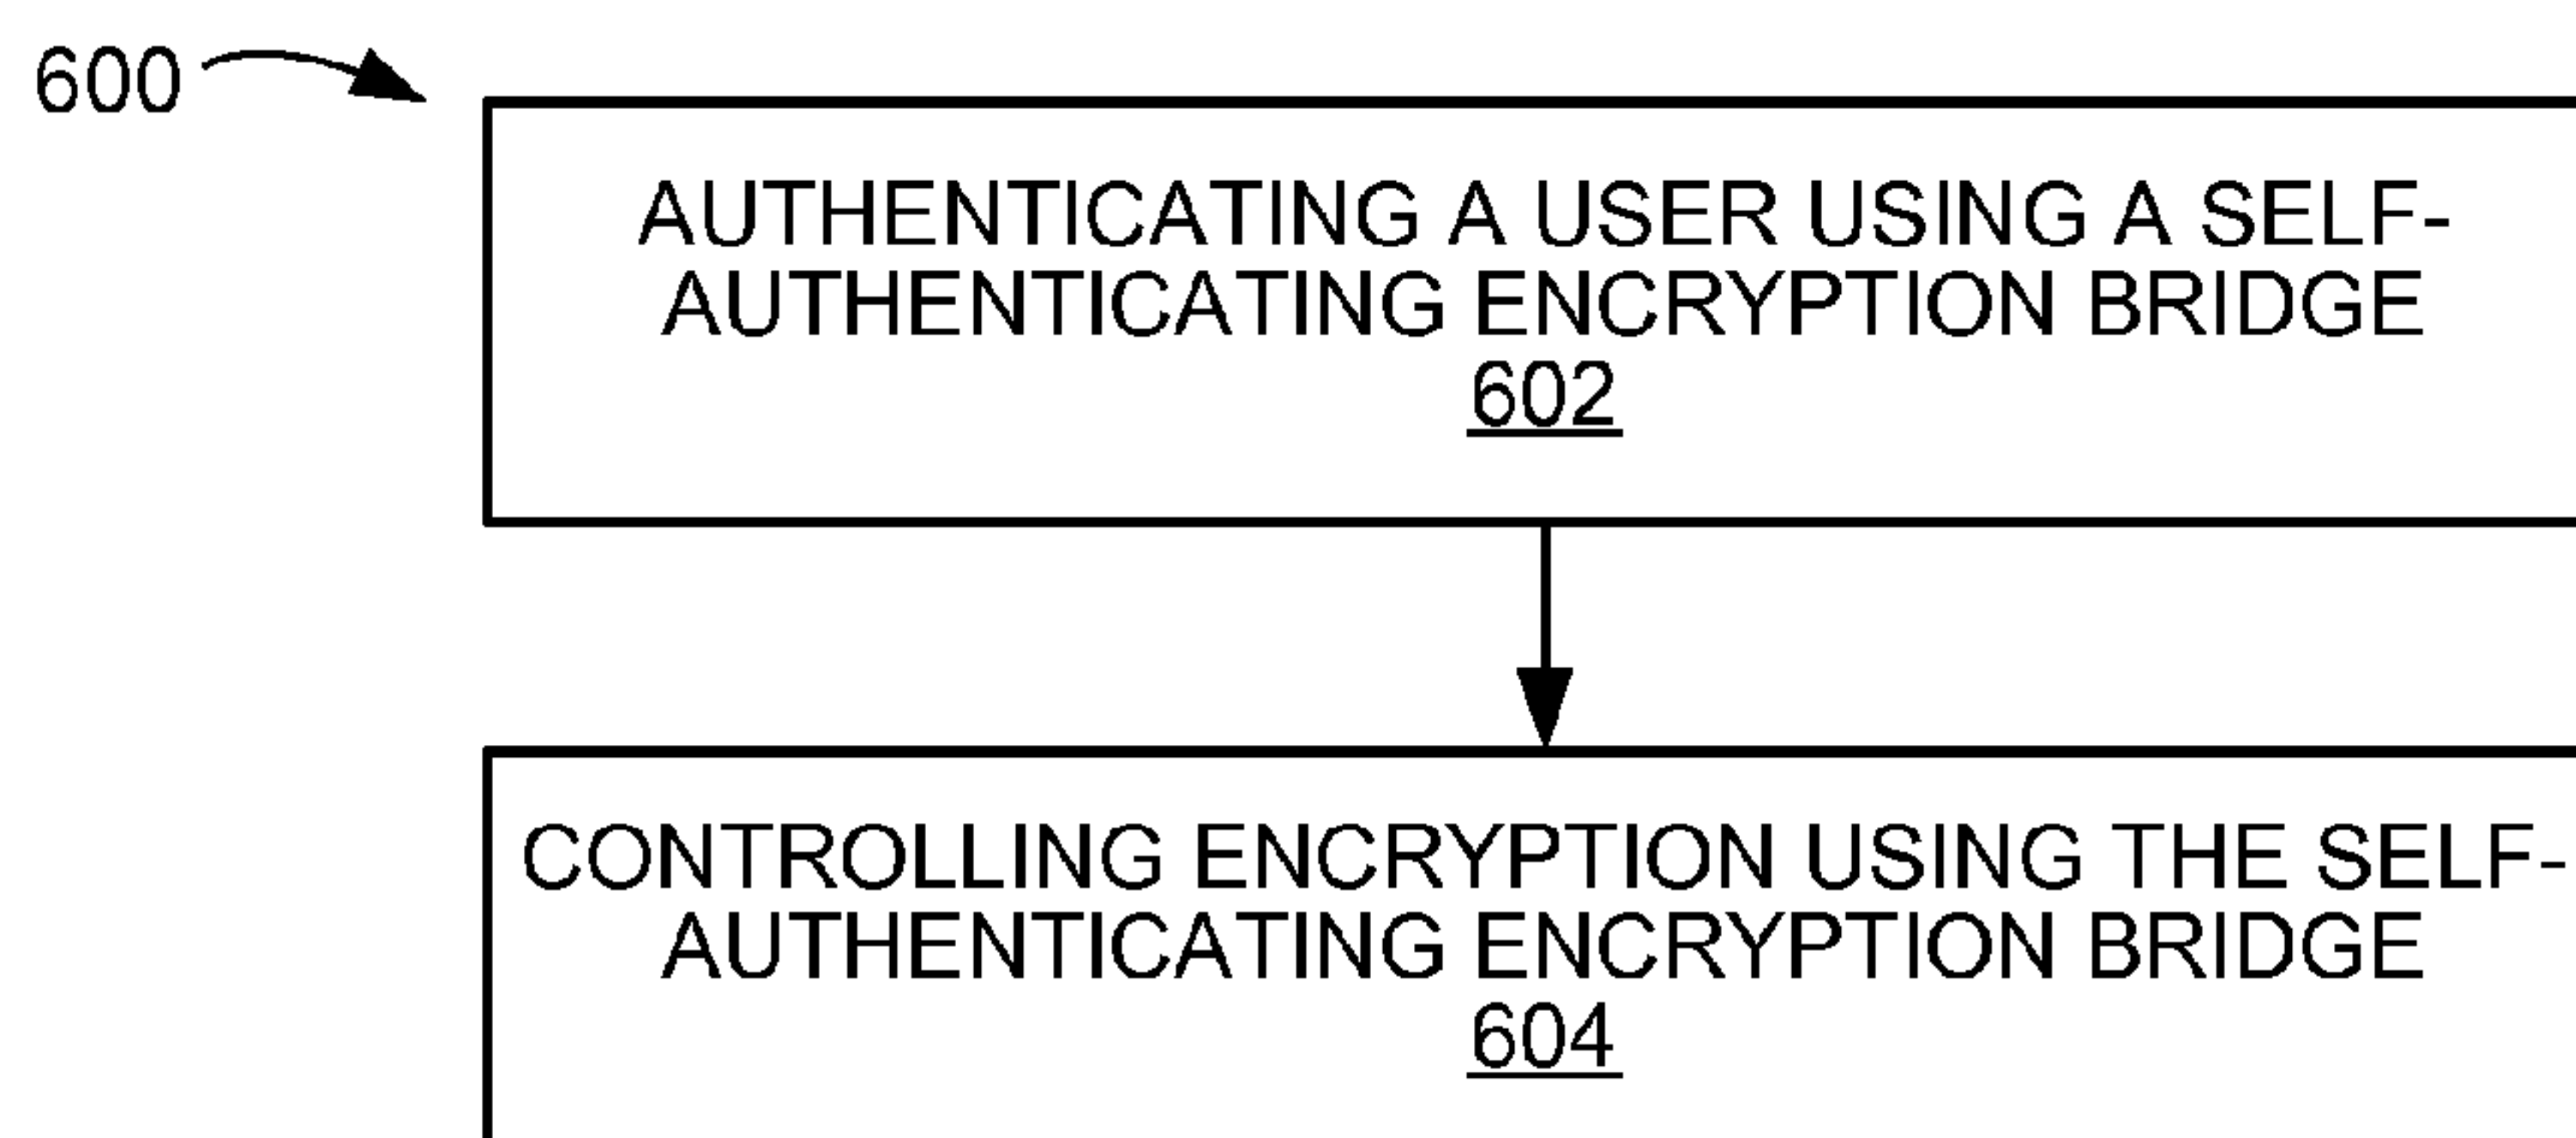 600
AUTHENTICATING A USER USING A SELF-
AUTHENTICATING ENCRYPTION BRIDGE
602
CONTROLLING ENCRYPTION USING THE SELF-
AUTHENTICATING ENCRYPTION BRIDGE
604